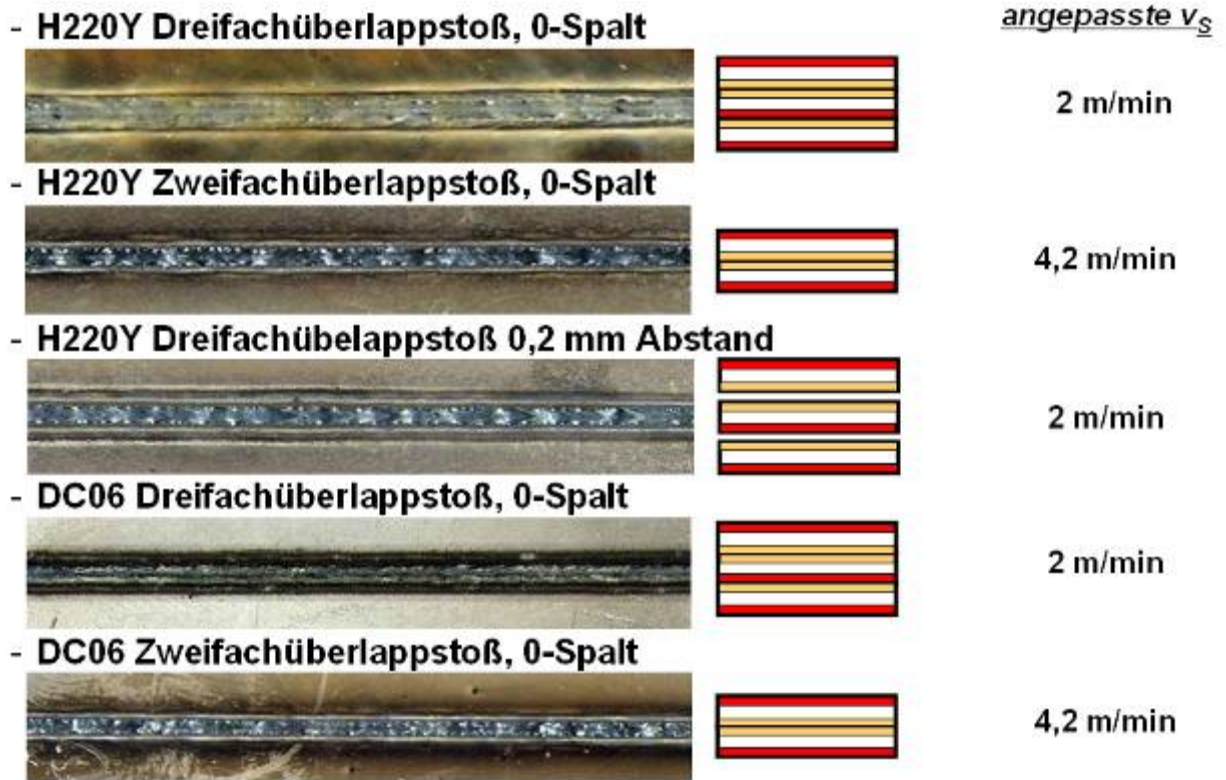 angepasste vS
- H220Y Dreifachüberlappstoß, 0-Spalt
2 m/min
- H220Y Zweifachüberlappstoß, 0-Spalt
4,2 m/min
- H220Y Dreifachübelappstoß 0,2 mm Abstand
2 m/min
- DC06 Dreifachüberlappstoß, 0-Spalt
2 m/min
- DC06 Zweifachüberlappstoß, 0-Spalt
4,2 m/min